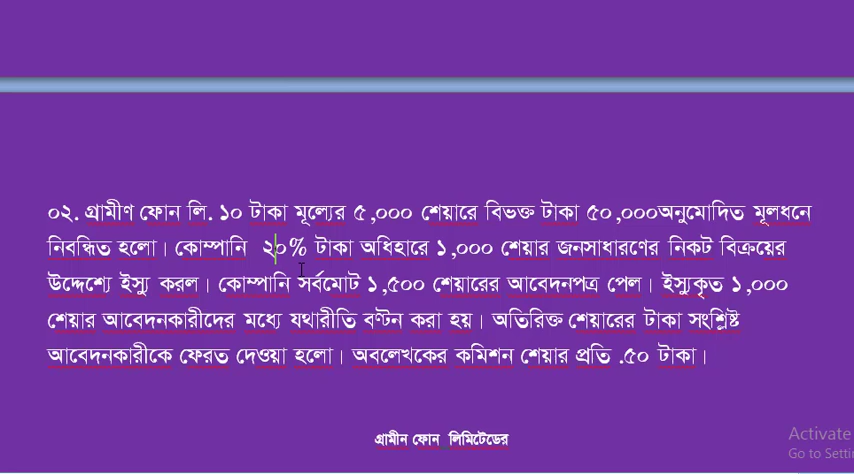 ০২. গ্রামীণ ফোন লি. ১০ টাকা মূল্যের ৫,০০০ শেয়ারে বিভক্ত টাকা ৫০,০০০অনুমোদিত মূলধনে
নিবন্ধিত হলো। কোম্পানি ২০% টাকা অধিহারে ১,০০০ শেয়ার জনসাধারণের নিকট বিক্রয়ের
উদ্দেশ্যে ইস্যু করল। কোম্পানি সর্বমোট ১,৫০০ শেয়ারের আবেদনপত্র পেল। ইস্যুকৃত ১,০০০
শেয়ার আবেদনকারীদের মধ্যে যথারীতি বণ্টন করা হয়। অতিরিক্ত শেয়ারের টাকা সংশ্লিষ্ট
আবেদনকারীকে ফেরত দেওয়া হলো। অবলেখকের কমিশন শেয়ার প্রতি .৫০ টাকা।
গ্রামীন ফোন লিমিটেডের
Activate
Go to Settin